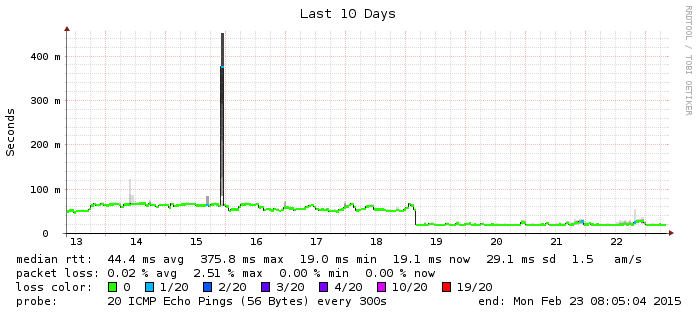 Last 10 Days
RRDTOOL / TOBI OETIKER
Seconds
400 m
300 m
200 m
100 m
0
13 14 15 16 17 18 19 20 21 22
median rtt: 44.4 ms avg 375.8 ms max 19.0 ms min 19.1 ms now 29.1 ms sd 1.5 am/s
packet loss: 0.02 % avg 2.51 % max 0.00 % min 0.00 % now
loss color: 0 1/20 2/20 3/20 4/20 10/20 19/20
probe: 20 ICMP Echo Pings (56 Bytes) every 300s end: Mon Feb 23 08:05:04 2015